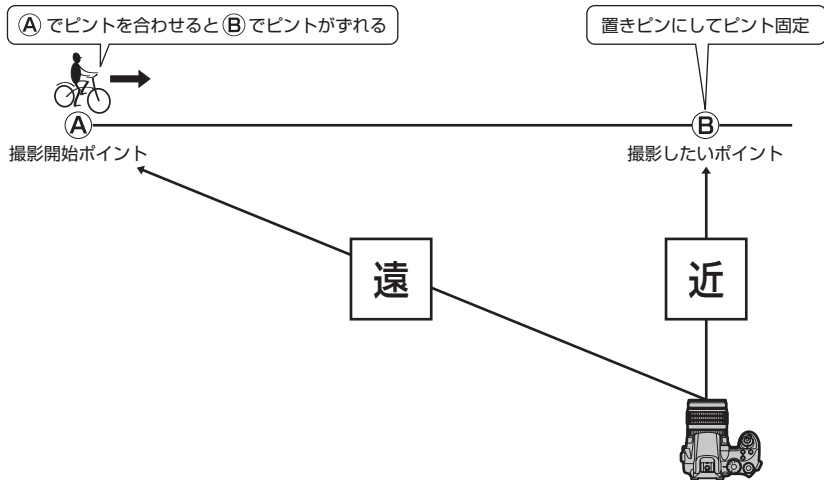 Ⓐでピントを合わせるとⒷでピントがずれる
置きピンにしてピント固定
Ⓐ
Ⓑ
撮影開始ポイント
撮影したいポイント
遠
近